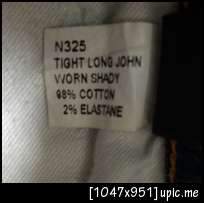 N325
TIGHT LONG JOHN
WORN SHADY
98% COTTON
2% ELASTANE
[1047x951]upic.me